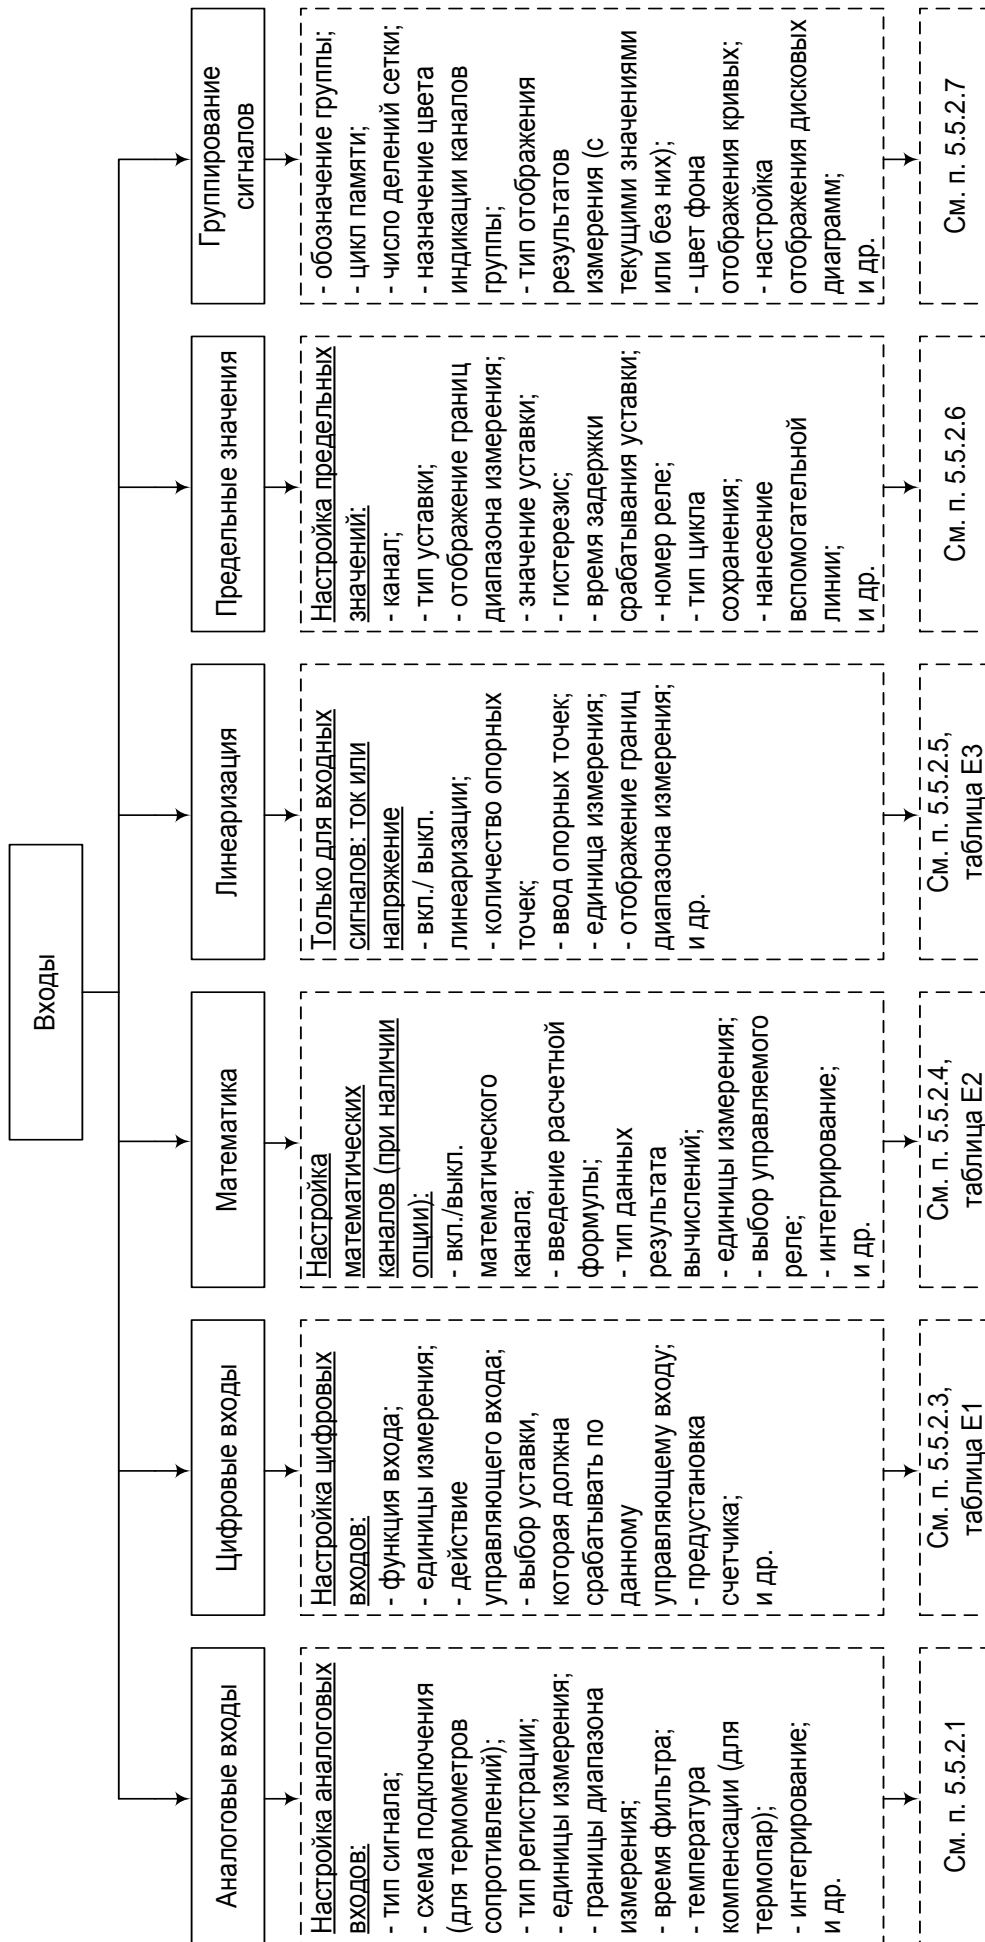 Входы
Аналоговые входы
Настройка аналоговых
входов:
- тип сигнала;
- схема подключения
(для термометров
сопротивлений);
- тип регистрации;
- единицы измерения;
- границы диапазона
измерения;
- время фильтра;
- температура
компенсации (для
термопар);
- интегрирование;
и др.
См. п. 5.5.2.1
Цифровые входы
Настройка цифровых
входов:
- функция входа;
- единицы измерения;
- действие
управляющего входа;
- выбор уставки,
которая должна
срабатывать по
данному
управляющему входу;
- предустановка
счетчика;
и др.
См. п. 5.5.2.3,
таблица Е1
Математика
Настройка
математических
каналов (при наличии
опции):
- вкл./выкл.
математического
канала;
- введение расчетной
формулы;
- тип данных
результата
вычислений;
- единицы измерения;
- выбор управляемого
реле;
- интегрирование;
и др.
См. п. 5.5.2.4,
таблица Е2
Линеаризация
Только для входных
сигналов: ток или
напряжение
- вкл./ выкл.
линеаризации;
- количество опорных
точек;
- ввод опорных точек;
- единица измерения;
- отображение границ
диапазона измерения;
и др.
См. п. 5.5.2.5,
таблица Е3
Предельные значения
Настройка предельных
значений:
- канал;
- тип уставки;
- отображение границ
диапазона измерения;
- значение уставки;
- гистерезис;
- время задержки
срабатывания уставки;
- номер реле;
- тип цикла
сохранения;
- нанесение
вспомогательной
линии;
и др.
См. п. 5.5.2.6
Группирование
сигналов
- обозначение группы;
- цикл памяти;
- число делений сетки;
- назначение цвета
индикации каналов
группы;
- тип отображения
результатов
измерения (с
текущими значениями
или без них);
- цвет фона
отображения кривых;
- настройка
отображения дисковых
диаграмм;
и др.
См. п. 5.5.2.7